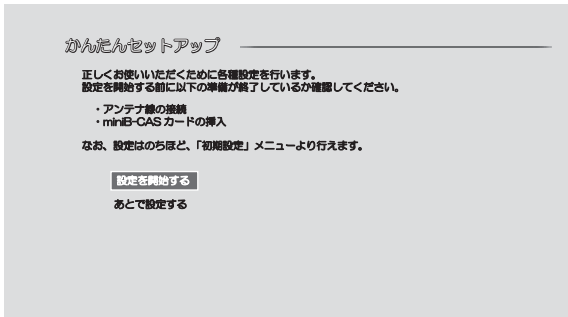 かんたんセットアップ
正しくお使いいただくために各種設定を行います。
設定を開始する前に以下の準備が終了しているか確認してください。
・アンテナ線の接続
・miniB-CAS カードの挿入
なお、設定はのちほど、「初期設定」メニューより行えます。
設定を開始する
あとで設定する